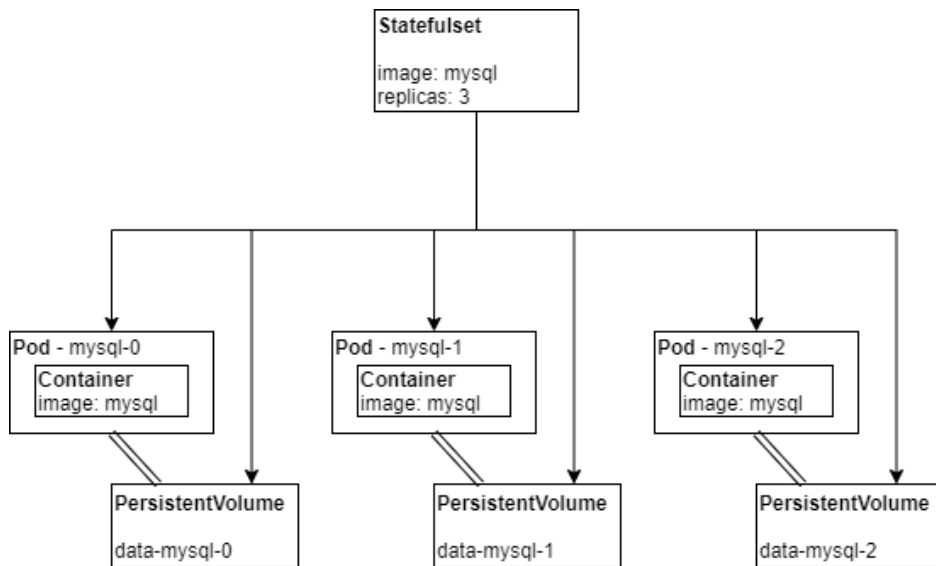 Statefulset
image: mysql
replicas: 3
Pod - mysql-0
Container
image: mysql
Pod - mysql-1
Container
image: mysql
Pod - mysql-2
Container
image: mysql
PersistentVolume
data-mysql-0
PersistentVolume
data-mysql-1
PersistentVolume
data-mysql-2